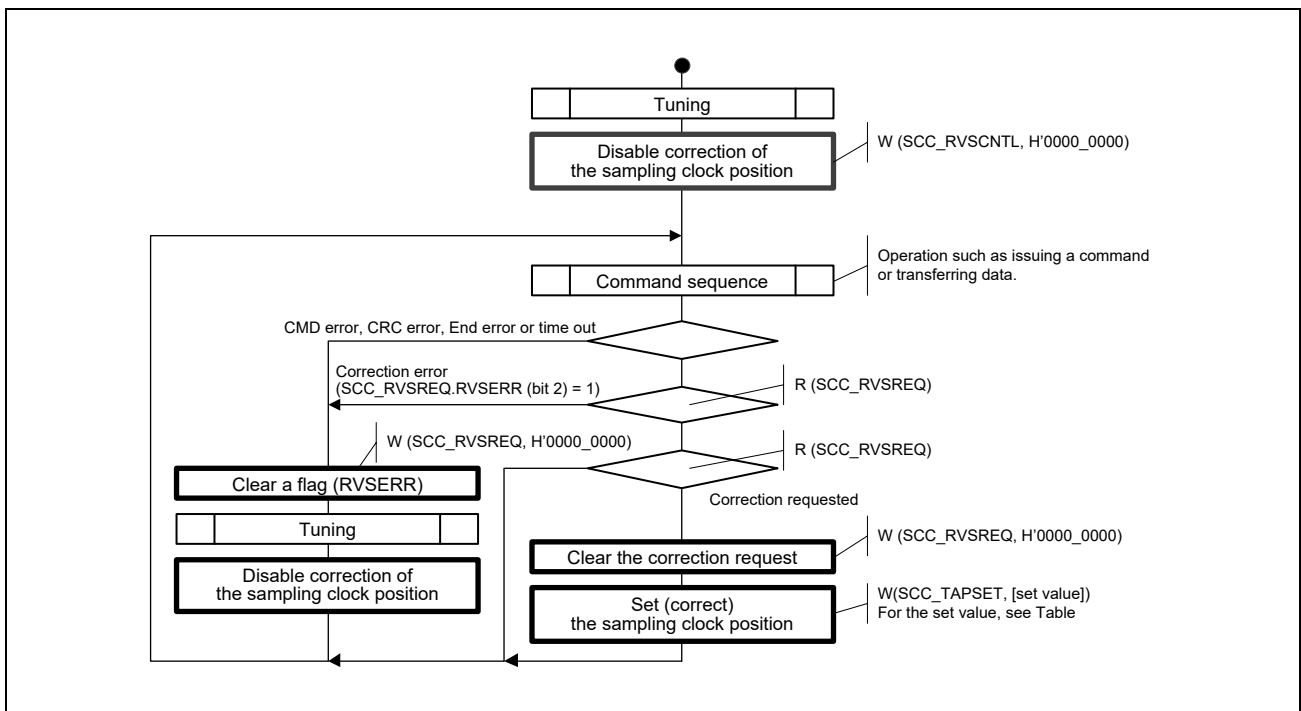 Tuning
Disable correction of
the sampling clock position
W (SCC_RVSCNTL, H'0000_0000)
Command sequence
Operation such as issuing a command
or transferring data.
CMD error, CRC error, End error or time out
Correction error
(SCC_RVSREQ.RVSERR (bit 2) = 1)
R (SCC_RVSREQ)
W (SCC_RVSREQ, H'0000_0000)
R (SCC_RVSREQ)
Clear a flag (RVSERR)
Correction requested
Tuning
Clear the correction request
W (SCC_RVSREQ, H'0000_0000)
Disable correction of
the sampling clock position
Set (correct)
the sampling clock position
W(SCC_TAPSET, [set value])
For the set value, see Table